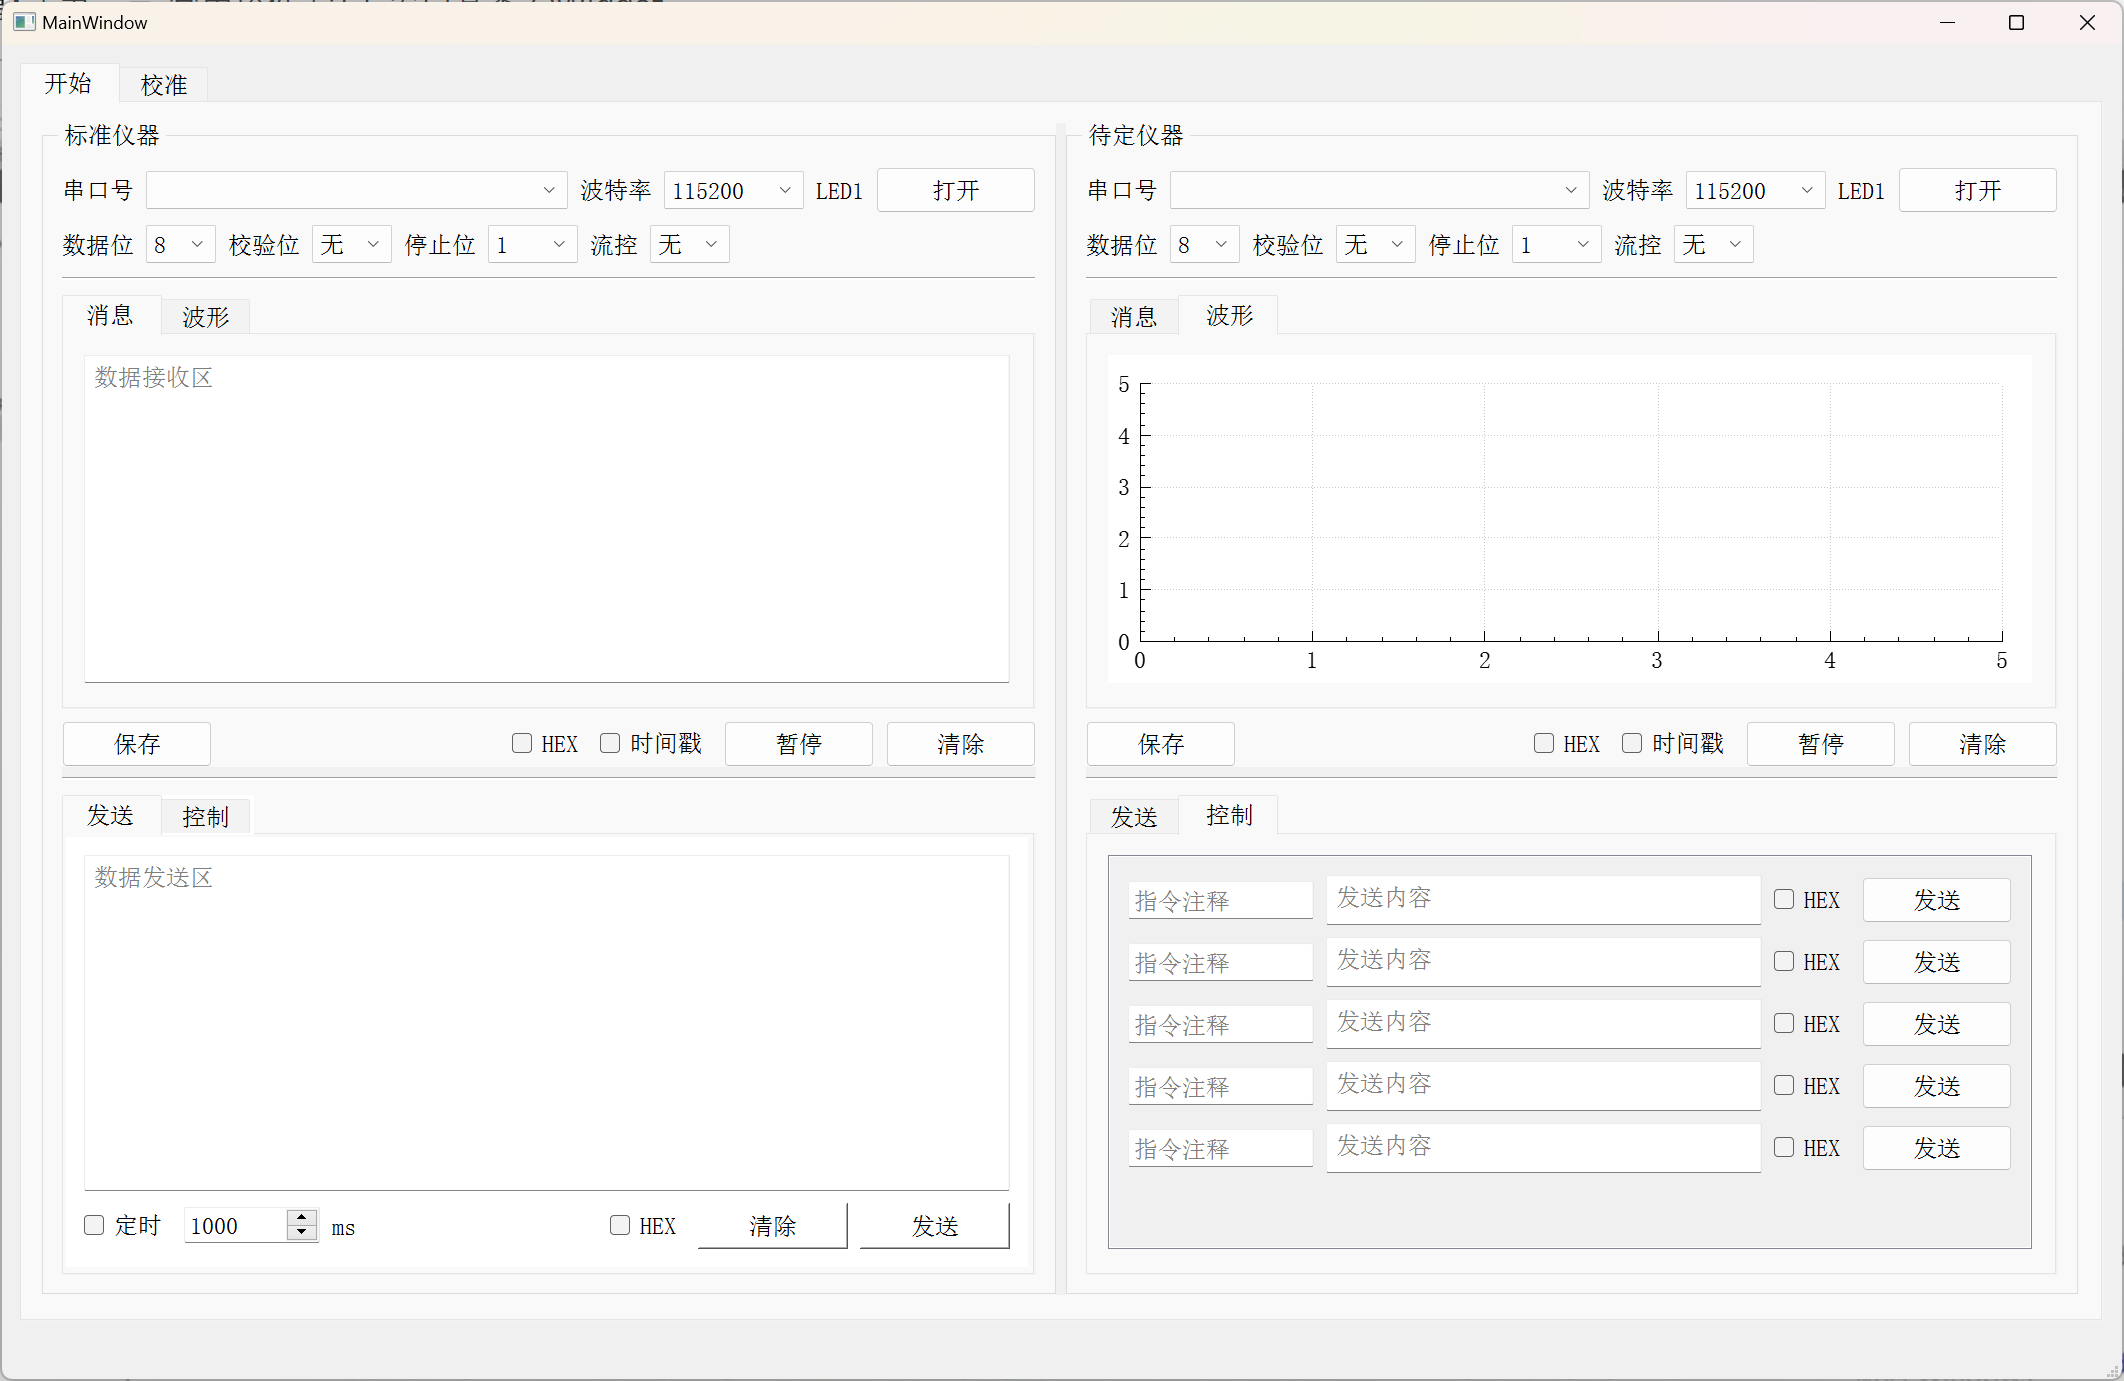 MainWindow
开始 校准
标准仪器
串口号 波特率 115200 LED1 打开
数据位 8 校验位 无 停止位 1 流控 无
消息 波形
数据接收区
保存 HEX 时间戳 暂停 清除
发送 控制
数据发送区
定时 1000 ms HEX 清除 发送
待定仪器
串口号 波特率 115200 LED1 打开
数据位 8 校验位 无 停止位 1 流控 无
消息 波形
5
4
3
2
1
0
0 1 2 3 4 5
保存 HEX 时间戳 暂停 清除
发送 控制
指令注释 发送内容 HEX 发送
指令注释 发送内容 HEX 发送
指令注释 发送内容 HEX 发送
指令注释 发送内容 HEX 发送
指令注释 发送内容 HEX 发送